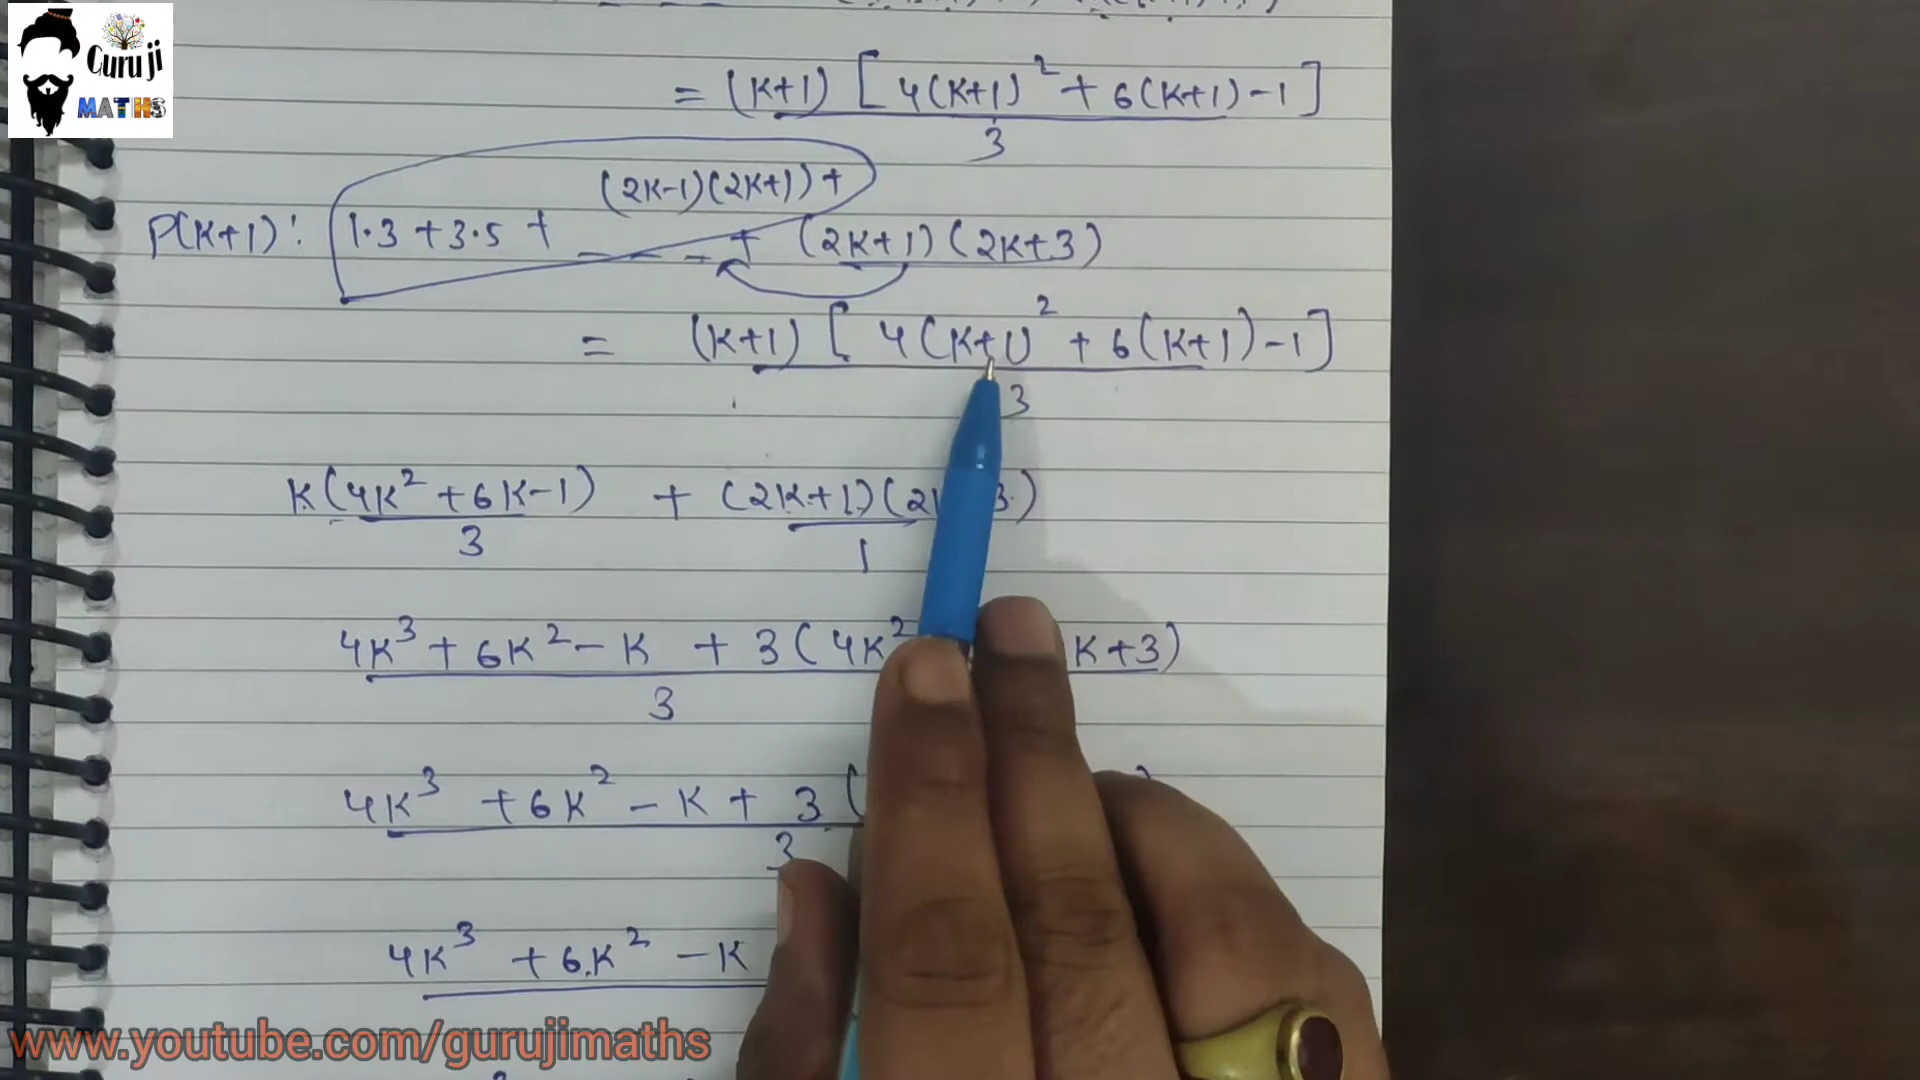 Guru ji
MATHS
= (K+1) [ 4(K+1)² + 6(K+1) - 1 ]
3
(2K-1)(2K+1) +
P(K+1) : 1·3 + 3·5 + _ _ _ + (2K+1)(2K+3)
= (K+1) [ 4(K+1)² + 6(K+1) - 1 ]
3
K(4K² + 6K - 1) + (2K+1)(2K 3)
3 1
4K³ + 6K² - K + 3(4K² K+3)
3
4K³ + 6K² - K + 3 (
3
4K³ + 6K² - K
www.youtube.com/gurujimaths